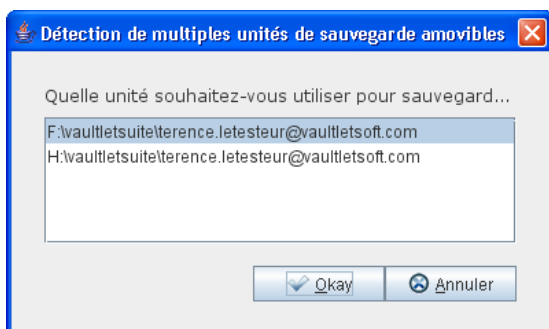 Détection de multiples unités de sauvegarde amovibles
Quelle unité souhaitez-vous utiliser pour sauvegard...
F:\vaultletsuite\terence.letesteur@vaultletsoft.com
H:\vaultletsuite\terence.letesteur@vaultletsoft.com
Okay
Annuler